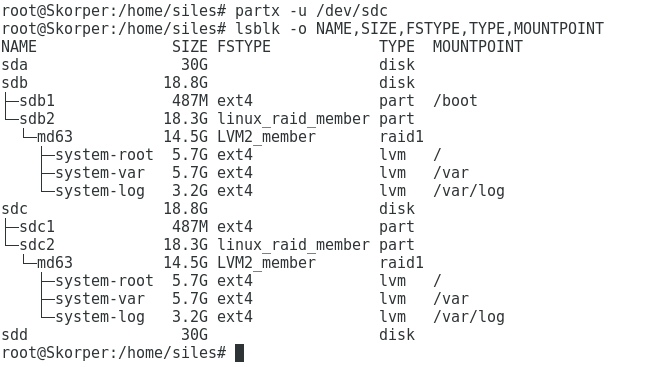 root@Skorper:/home/siles# partx -u /dev/sdc
root@Skorper:/home/siles# lsblk -o NAME,SIZE,FSTYPE,TYPE,MOUNTPOINT
NAME               SIZE FSTYPE            TYPE  MOUNTPOINT
sda                 30G                   disk
sdb               18.8G                   disk
├─sdb1             487M ext4              part  /boot
└─sdb2            18.3G linux_raid_member part
  └─md63          14.5G LVM2_member       raid1
    ├─system-root  5.7G ext4              lvm   /
    ├─system-var   5.7G ext4              lvm   /var
    └─system-log   3.2G ext4              lvm   /var/log
sdc               18.8G                   disk
├─sdc1             487M ext4              part
└─sdc2            18.3G linux_raid_member part
  └─md63          14.5G LVM2_member       raid1
    ├─system-root  5.7G ext4              lvm   /
    ├─system-var   5.7G ext4              lvm   /var
    └─system-log   3.2G ext4              lvm   /var/log
sdd                 30G                   disk
root@Skorper:/home/siles#